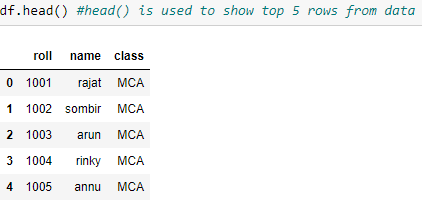 df.head() #head() is used to show top 5 rows from data
roll name class
0 1001 rajat MCA
1 1002 sombir MCA
2 1003 arun MCA
3 1004 rinky MCA
4 1005 annu MCA